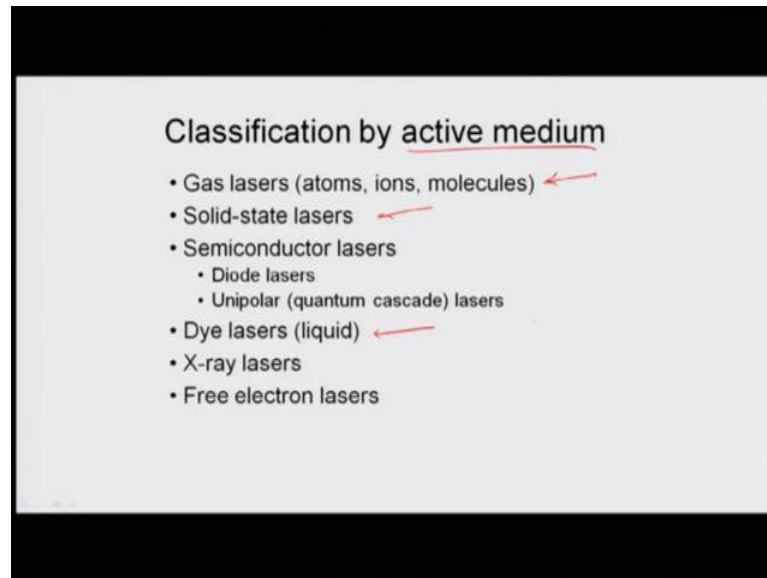 Classification by active medium
• Gas lasers (atoms, ions, molecules)
• Solid-state lasers
• Semiconductor lasers
• Diode lasers
• Unipolar (quantum cascade) lasers
• Dye lasers (liquid)
• X-ray lasers
• Free electron lasers